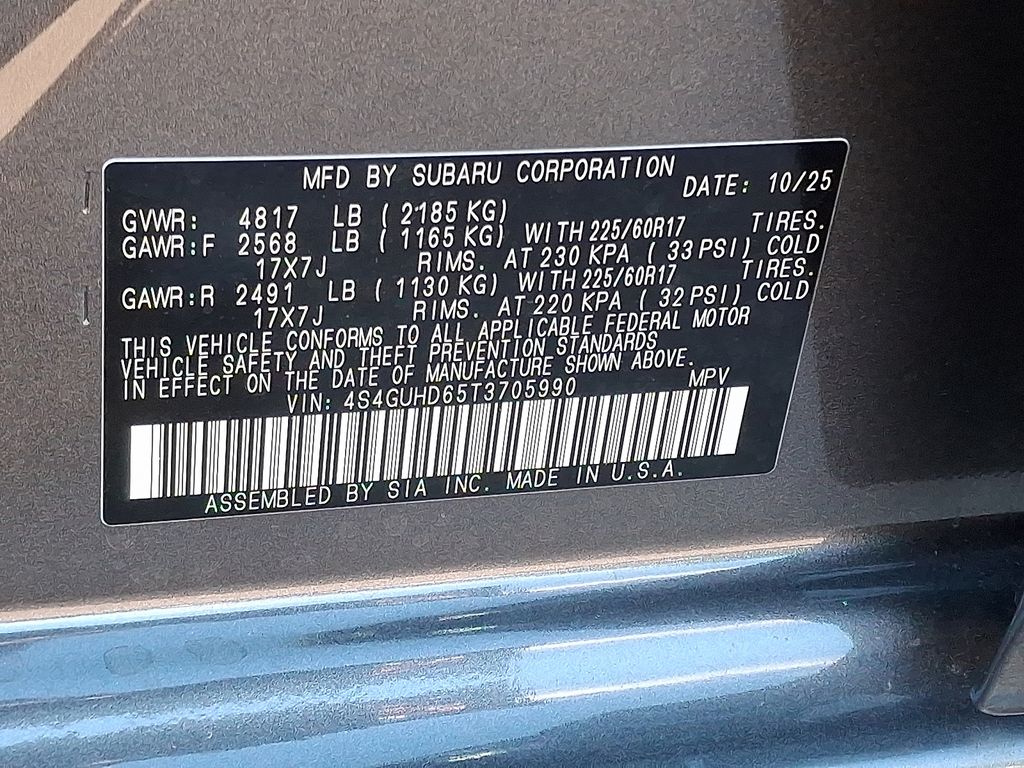 MFD BY SUBARU CORPORATION DATE: 10/25
GVWR: 4817 LB ( 2185 KG)
GAWR:F 2568 LB ( 1165 KG) WITH 225/60R17 TIRES.
17X7J RIMS. AT 230 KPA ( 33 PSI) COLD
GAWR:R 2491 LB ( 1130 KG) WITH 225/60R17 TIRES.
17X7J RIMS. AT 220 KPA ( 32 PSI) COLD
THIS VEHICLE CONFORMS TO ALL APPLICABLE FEDERAL MOTOR
VEHICLE SAFETY AND THEFT PREVENTION STANDARDS
IN EFFECT ON THE DATE OF MANUFACTURE SHOWN ABOVE.
VIN: 4S4GUHD65T3705990 MPV
ASSEMBLED BY SIA INC. MADE IN U.S.A.